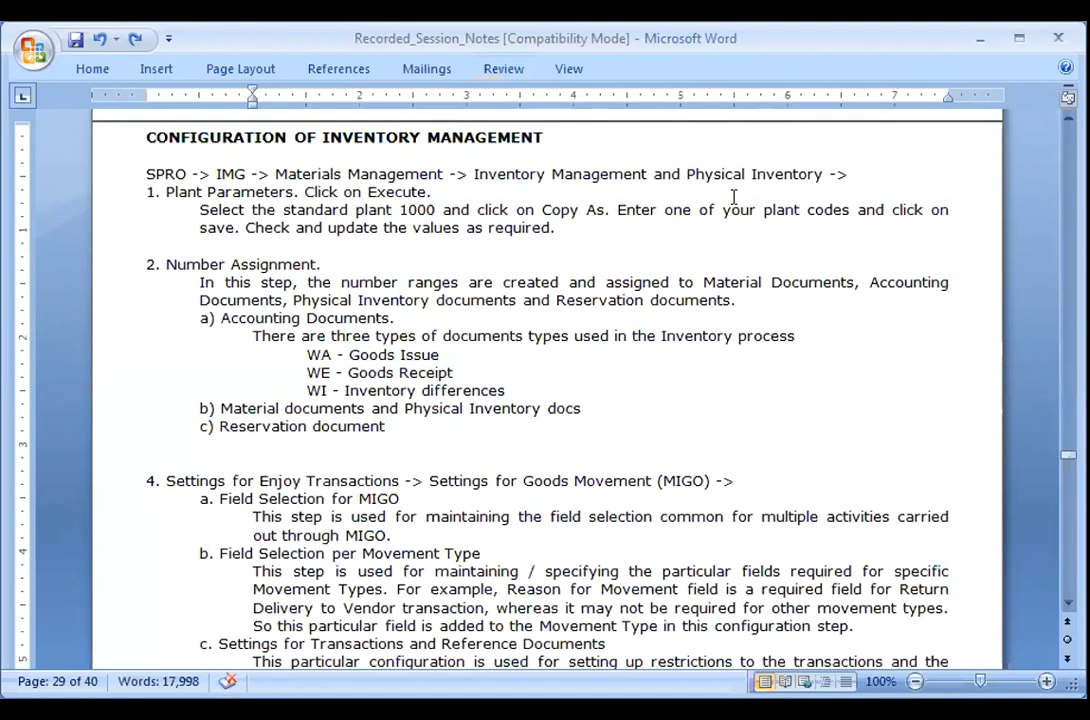 Recorded_Session_Notes [Compatibility Mode] - Microsoft Word
Home Insert Page Layout References Mailings Review View
L 2 3 4 5 6 7
CONFIGURATION OF INVENTORY MANAGEMENT
SPRO -> IMG -> Materials Management -> Inventory Management and Physical Inventory ->
1. Plant Parameters. Click on Execute.
Select the standard plant 1000 and click on Copy As. Enter one of your plant codes and click on
save. Check and update the values as required.
2. Number Assignment.
In this step, the number ranges are created and assigned to Material Documents, Accounting
Documents, Physical Inventory documents and Reservation documents.
a) Accounting Documents.
There are three types of documents types used in the Inventory process
WA - Goods Issue
WE - Goods Receipt
WI - Inventory differences
b) Material documents and Physical Inventory docs
c) Reservation document
4. Settings for Enjoy Transactions -> Settings for Goods Movement (MIGO) ->
a. Field Selection for MIGO
This step is used for maintaining the field selection common for multiple activities carried
out through MIGO.
b. Field Selection per Movement Type
This step is used for maintaining / specifying the particular fields required for specific
Movement Types. For example, Reason for Movement field is a required field for Return
Delivery to Vendor transaction, whereas it may not be required for other movement types.
So this particular field is added to the Movement Type in this configuration step.
c. Settings for Transactions and Reference Documents
This particular configuration is used for setting up restrictions to the transactions and the
Page: 29 of 40 Words: 17,998 100%